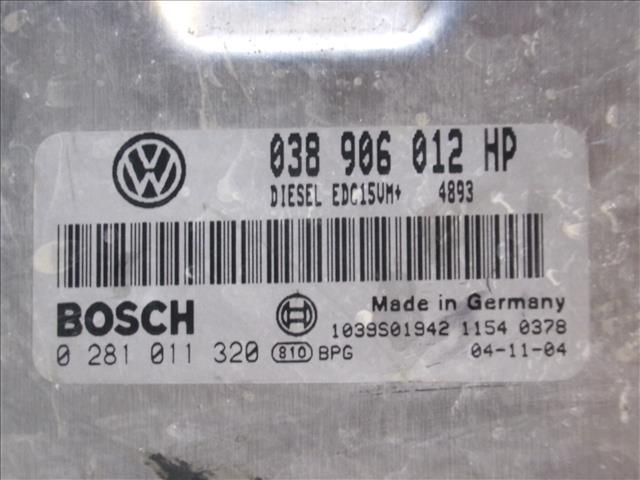 038 906 012 HP
DIESEL EDC15VM+ 4893
BOSCH
Made in Germany
1039S01942 1154 0378
0 281 011 320 810 BPG 04-11-04